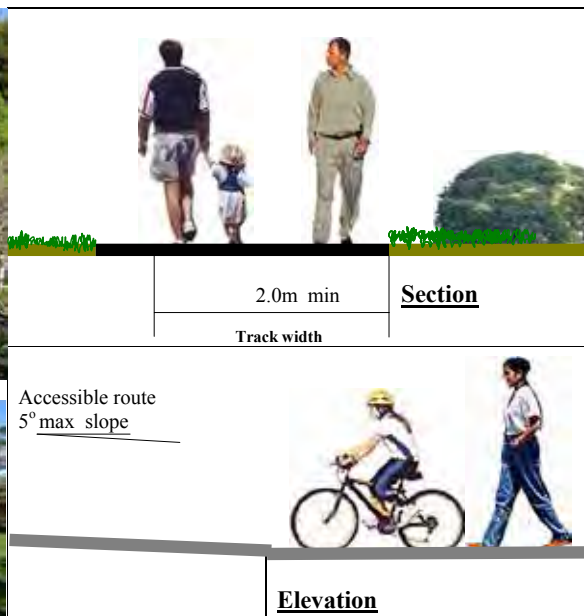 2.0m min
Section
Track width
Accessible route
5° max slope
Elevation